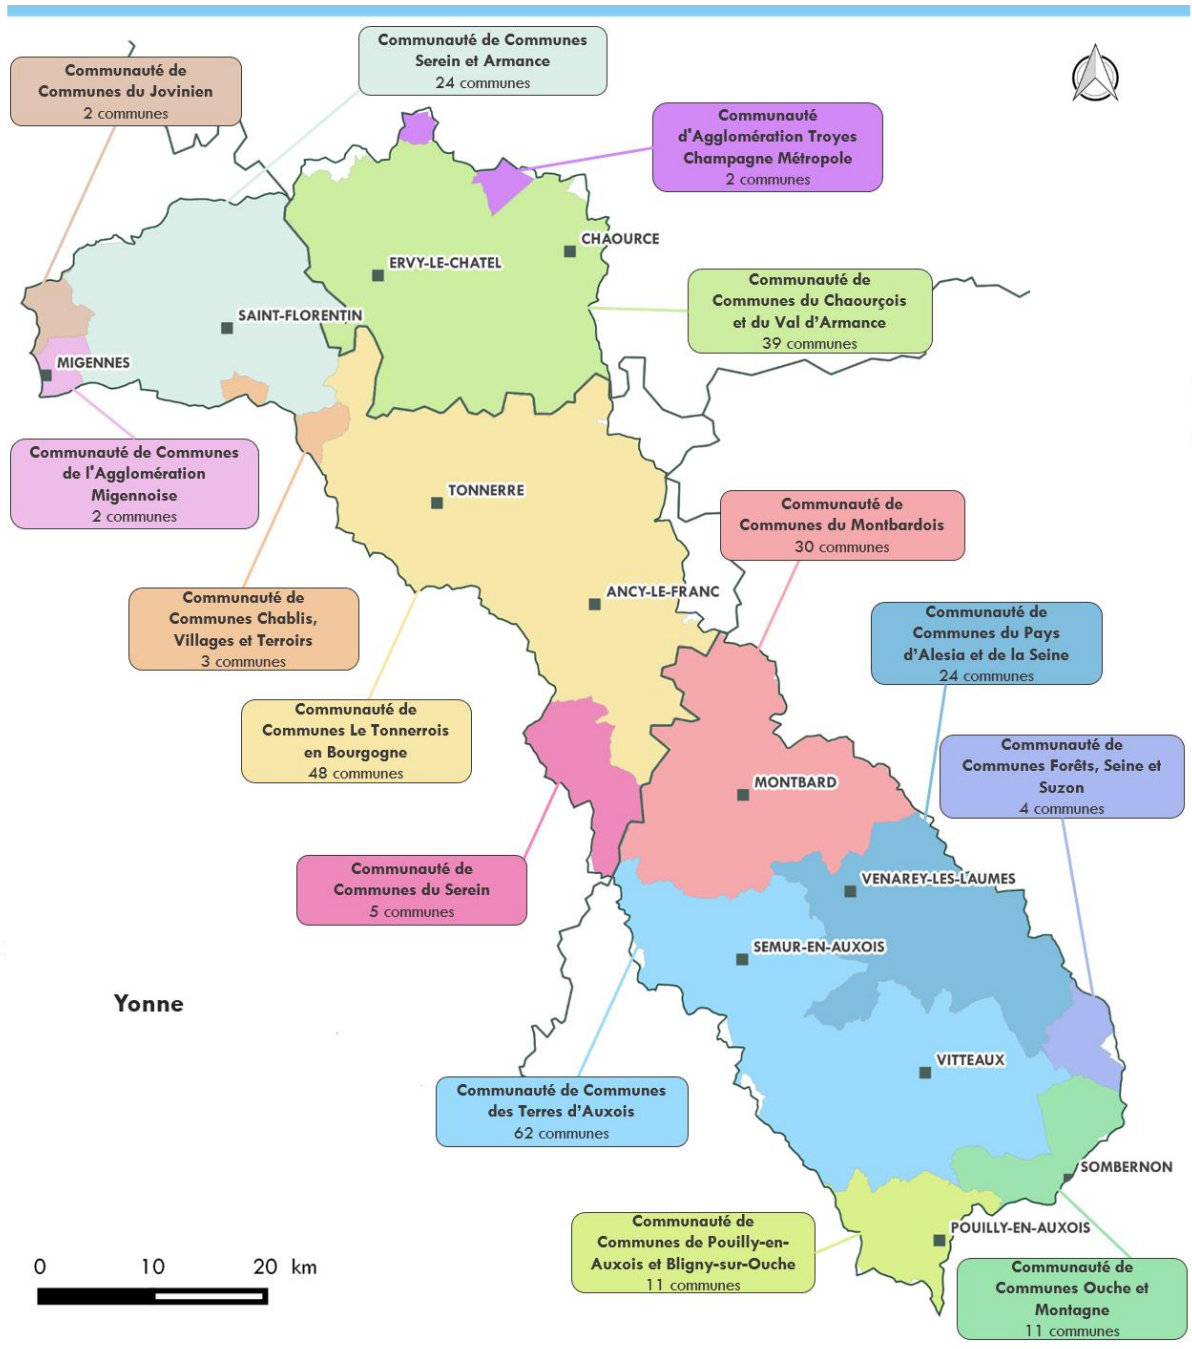 Communauté de Communes
Serein et Armance
24 communes
Communauté de
Communes du Jovinien
2 communes
Communauté
d'Agglomération Troyes
Champagne Métropole
2 communes
CHAOURCE
ERVY-LE-CHATEL
Communauté de
Communes du Chaourçois
et du Val d’Armance
39 communes
SAINT-FLORENTIN
MIGENNES
Communauté de Communes
de l'Agglomération
Migennoise
2 communes
TONNERRE
Communauté de
Communes du Montbardois
30 communes
ANCY-LE-FRANC
Communauté de
Communes Chablis,
Villages et Terroirs
3 communes
Communauté de
Communes du Pays
d’Alesia et de la Seine
24 communes
Communauté de
Communes Le Tonnerrois
en Bourgogne
48 communes
Communauté de
Communes Forêts, Seine et
Suzon
4 communes
MONTBARD
Communauté de
Communes du Serein
5 communes
VENAREY-LES-LAUMES
SEMUR-EN-AUXOIS
Yonne
VITTEAUX
Communauté de Communes
des Terres d’Auxois
62 communes
SOMBERNON
Communauté de
Communes de Pouilly-en-
Auxois et Bligny-sur-Ouche
11 communes
POUILLY-EN-AUXOIS
Communauté de
Communes Ouche et
Montagne
11 communes
0 10 20 km